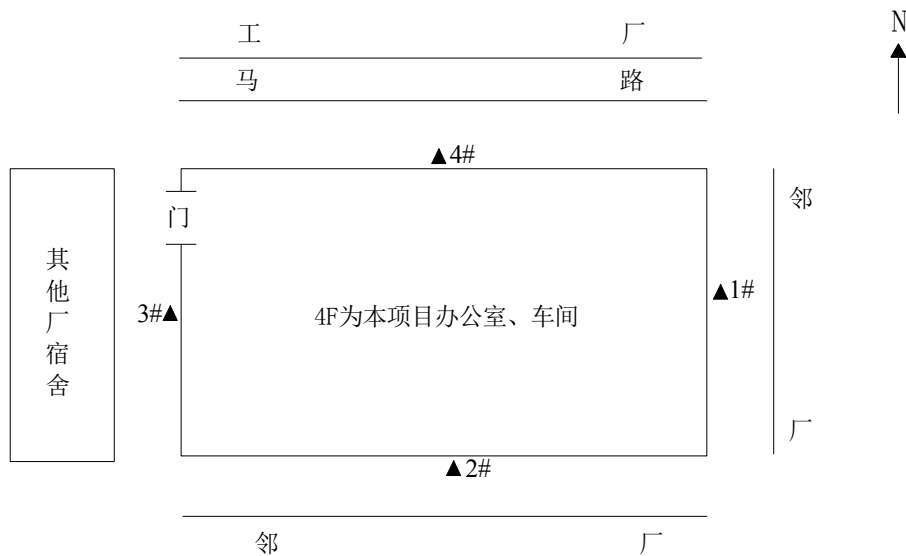 工 厂
N
马 路
▲4#
门
邻
厂
其他厂宿舍
3#▲
4F为本项目办公室、车间
▲1#
▲2#
邻 厂